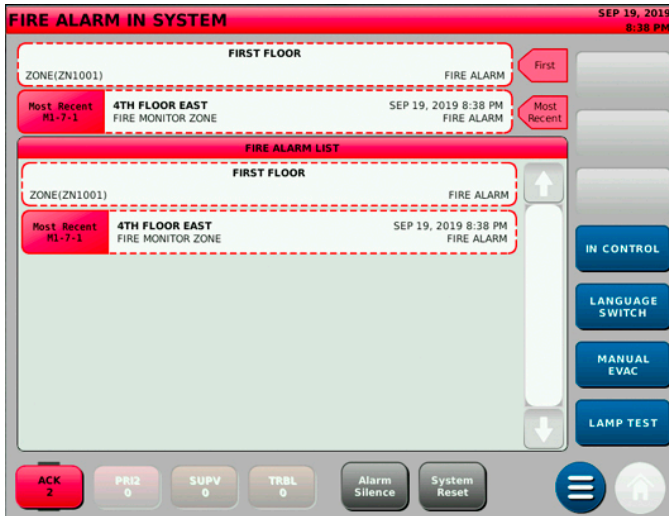 FIRE ALARM IN SYSTEM
SEP 19, 2019
8:38 PM
FIRST FLOOR
ZONE(ZN1001) FIRE ALARM
First
Most Recent 4TH FLOOR EAST SEP 19, 2019 8:38 PM
M1-7-1 FIRE MONITOR ZONE FIRE ALARM
Most
Recent
FIRE ALARM LIST
FIRST FLOOR
ZONE(ZN1001) FIRE ALARM
Most Recent 4TH FLOOR EAST SEP 19, 2019 8:38 PM
M1-7-1 FIRE MONITOR ZONE FIRE ALARM
IN CONTROL
LANGUAGE
SWITCH
MANUAL
EVAC
LAMP TEST
ACK
2
PRI2
0
SUPV
0
TRBL
0
Alarm
Silence
System
Reset